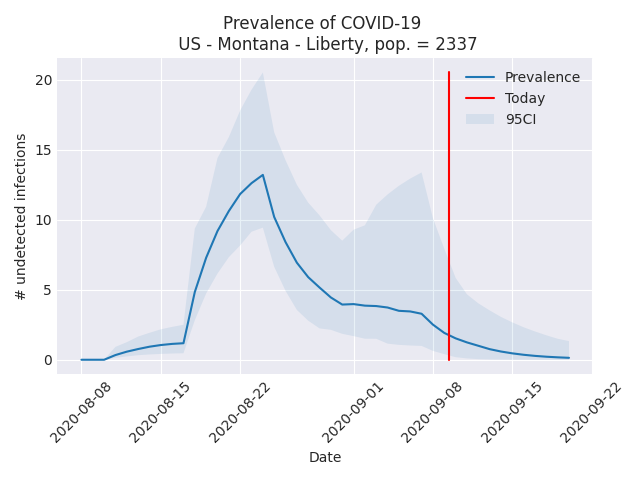 Prevalence of COVID-19
US - Montana - Liberty, pop. = 2337
Prevalence
Today
95CI
20
15
10
5
0
# undetected infections
2020-08-08
2020-08-15
2020-08-22
2020-09-01
2020-09-08
2020-09-15
2020-09-22
Date